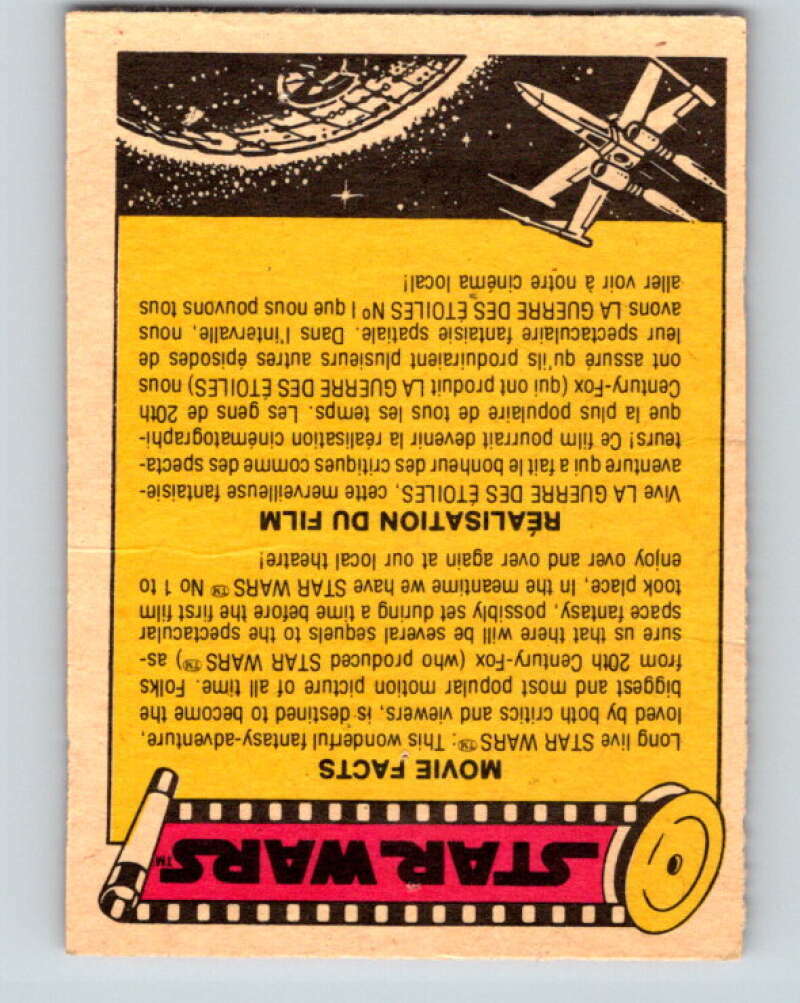 STAR WARS™
MOVIE FACTS
Long live STAR WARS ™: This wonderful fantasy-adventure,
loved by both critics and viewers, is destined to become the
biggest and most popular motion picture of all time. Folks
from 20th Century-Fox (who produced STAR WARS ™) as-
sure us that there will be several sequels to the spectacular
space fantasy, possibly set during a time before the first film
took place, In the meantime we have STAR WARS ™ No 1 to
enjoy over and over again at our local theatre!
RÉALISATION DU FILM
Vive LA GUERRE DES ÉTOILES, cette merveilleuse fantaisie-
aventure qui a fait le bonheur des critiques comme des specta-
teurs! Ce film pourrait devenir la réalisation cinématographi-
que la plus populaire de tous les temps. Les gens de 20th
Century-Fox (qui ont produit LA GUERRE DES ÉTOILES) nous
ont assuré qu'ils produiraient plusieurs autres épisodes de
leur spectaculaire fantaisie spatiale. Dans l'intervalle, nous
avons LA GUERRE DES ÉTOILES Nº I que nous pouvons tous
aller voir à notre cinéma local!!